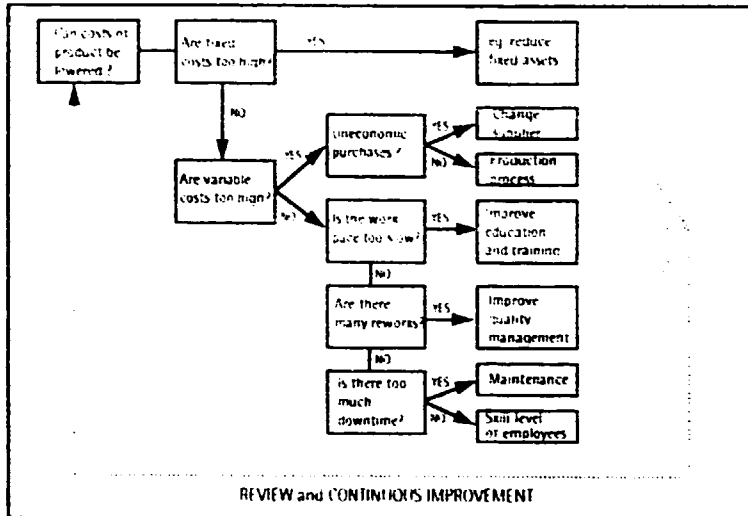 Can costs of
product be
lowered?
Are fixed
costs too high?
YES
eg. reduce
fixed assets
NO
Are variable
costs too high?
YES
Uneconomic
purchases?
YES
Change
supplier
NO
Production
process
NO
Is the work
pace too slow?
YES
Improve
education
and training
NO
Are there
many reworks?
YES
Improve
quality
management
NO
Is there too
much
downtime?
YES
Maintenance
NO
Skill level
of employees
REVIEW and CONTINUOUS IMPROVEMENT